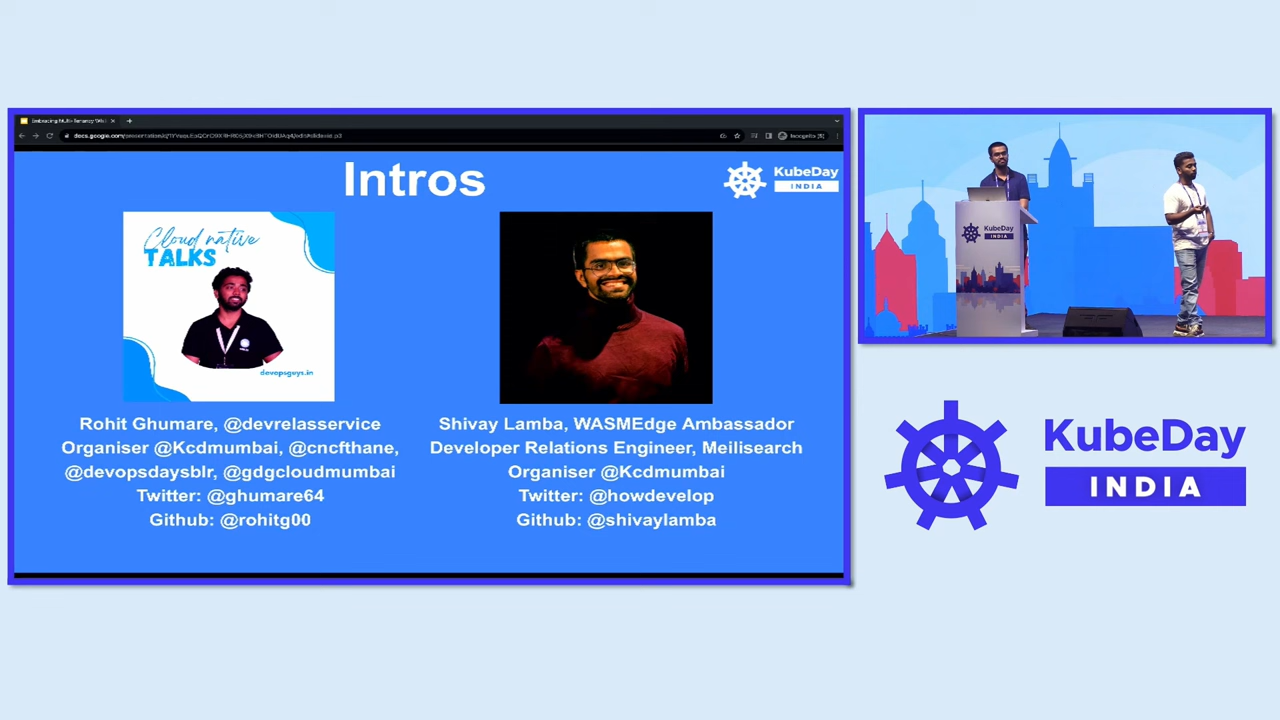 Intros
KubeDay
INDIA
Cloud native
TALKS
devopsguys.in
Rohit Ghumare, @devrelasservice
Organiser @Kcdmumbai, @cncfthane,
@devopsdaysblr, @gdgcloudmumbai
Twitter: @ghumare64
Github: @rohitg00
Shivay Lamba, WASMEdge Ambassador
Developer Relations Engineer, Meilisearch
Organiser @Kcdmumbai
Twitter: @howdevelop
Github: @shivaylamba
KubeDay
INDIA
KubeDay
INDIA